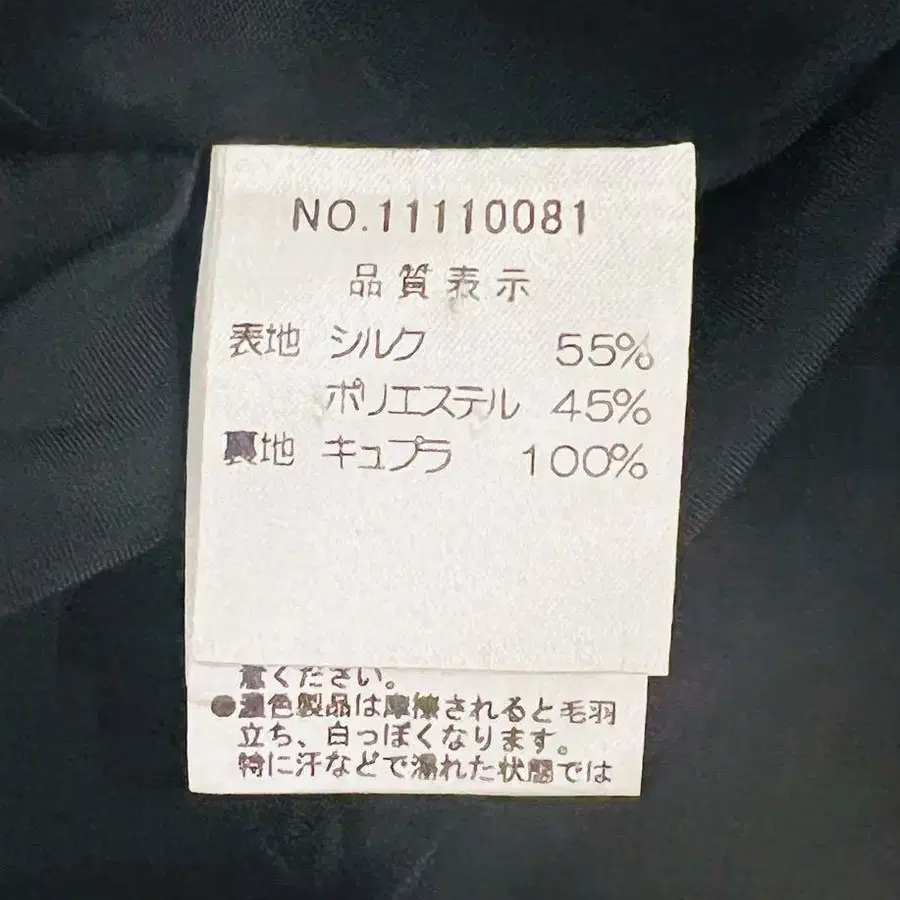 NO.11110081
品質表示
表地 シルク 55%
ポリエステル 45%
裏地 キュプラ 100%
意ください。
●濃色製品は摩擦されると毛羽
立ち、白っぽくなります。
特に汗などで濡れた状態では